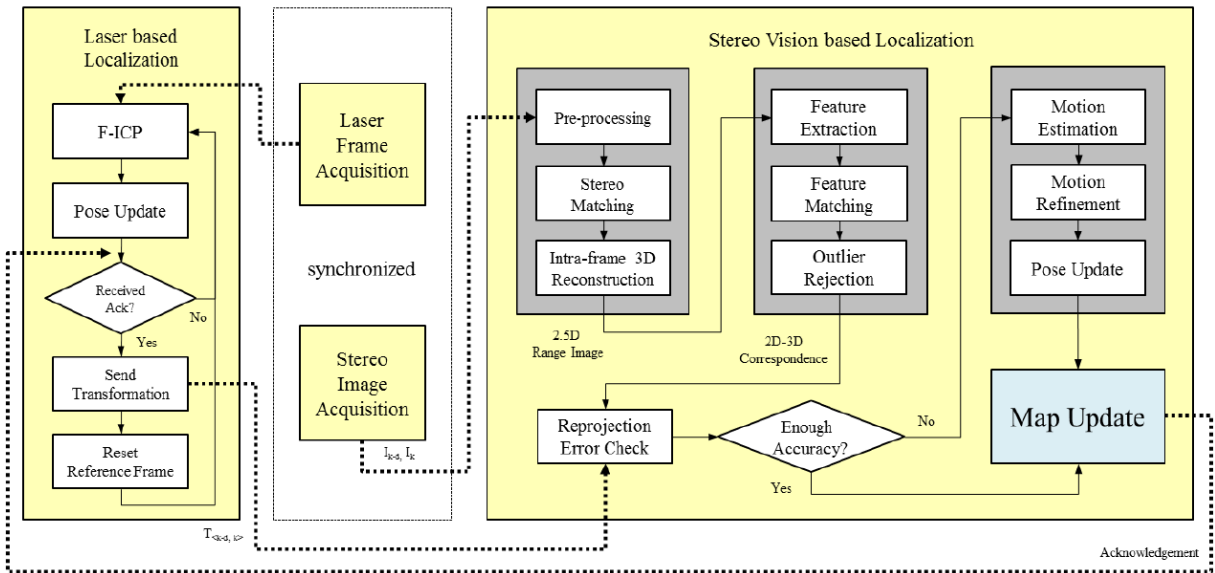 Laser based
Localization
F-ICP
Pose Update
Received
Ack?
No
Yes
Send
Transformation
Reset
Reference Frame
T<k-d, k>
Laser
Frame
Acquisition
synchronized
Stereo
Image
Acquisition
Ik-d, Ik
Stereo Vision based Localization
Pre-processing
Stereo
Matching
Intra-frame 3D
Reconstruction
2.5D
Range Image
Feature
Extraction
Feature
Matching
Outlier
Rejection
2D-3D
Correspondence
Motion
Estimation
Motion
Refinement
Pose Update
Reprojection
Error Check
Enough
Accuracy?
No
Yes
Map Update
Acknowledgement